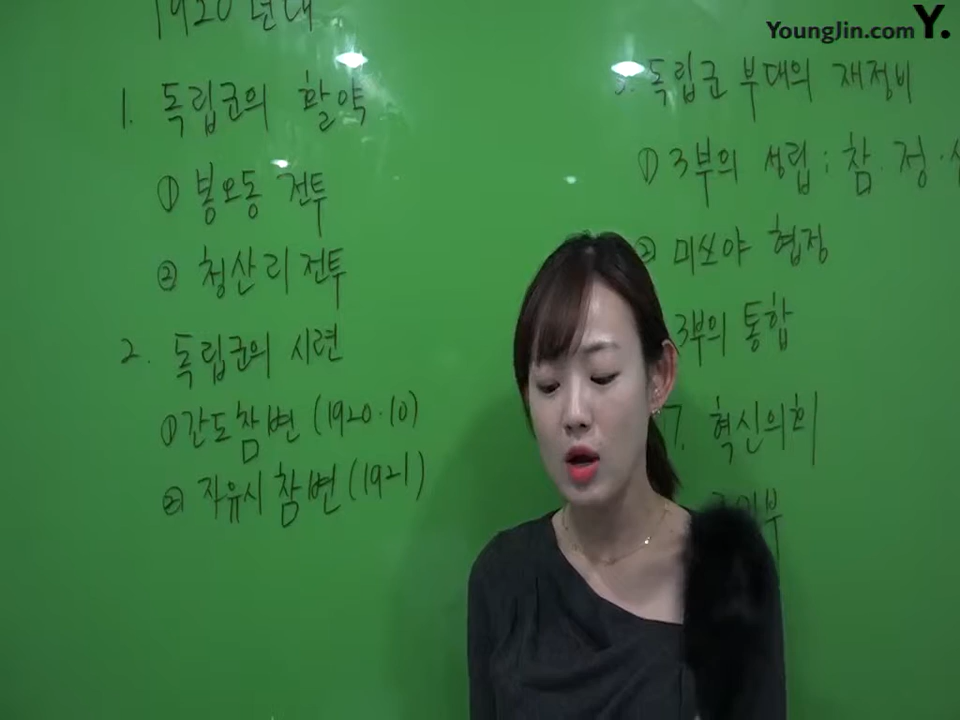 YoungJin.com Y.
1920년대
1. 독립군의 활약
① 봉오동 전투
② 청산리 전투
2. 독립군의 시련
① 간도참변 (1920.10)
② 자유시 참변 (1921)
독립군 부대의 재정비
① 3부의 성립 : 참. 정.
② 미쓰야 협정
3부의 통합
혁신의회